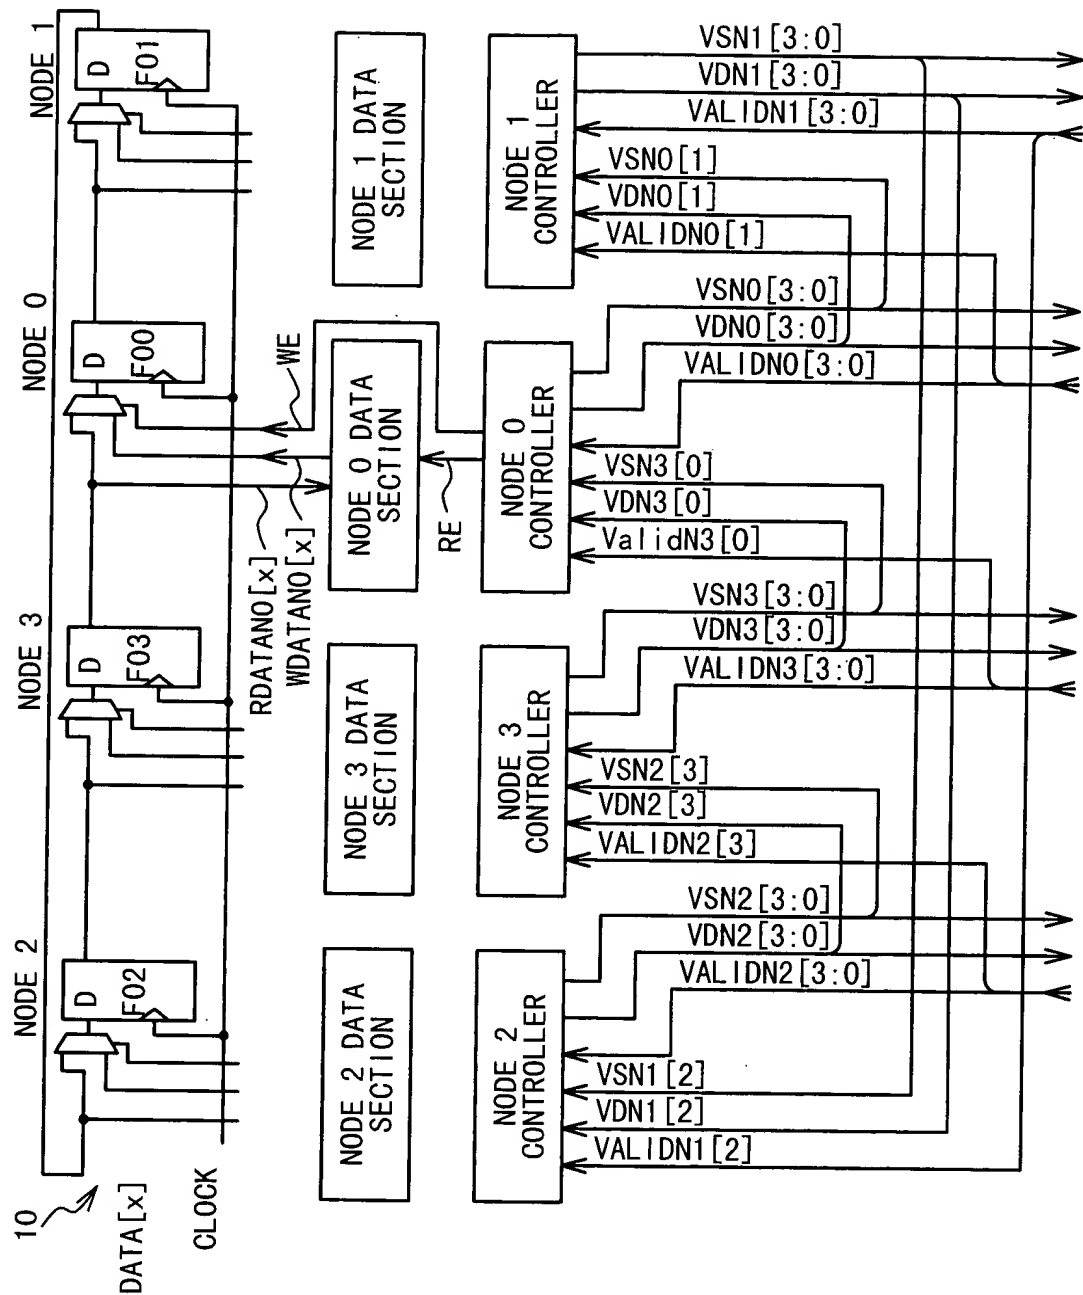 10
DATA[x]
CLOCK
NODE 2
NODE 3
NODE 0
NODE 1
D
F02
D
F03
D
F00
D
F01
RDATAN0[x]
WDATAN0[x]
WE
RE
NODE 2 DATA
SECTION
NODE 3 DATA
SECTION
NODE 0 DATA
SECTION
NODE 1 DATA
SECTION
NODE 2
CONTROLLER
NODE 3
CONTROLLER
NODE 0
CONTROLLER
NODE 1
CONTROLLER
VSN1[3:0]
VDN1[3:0]
VALIDN1[3:0]
VSN0[1]
VDN0[1]
VALIDN0[1]
VSN0[3:0]
VDN0[3:0]
VALIDN0[3:0]
VSN3[0]
VDN3[0]
ValidN3[0]
VSN3[3:0]
VDN3[3:0]
VALIDN3[3:0]
VSN2[3]
VDN2[3]
VALIDN2[3]
VSN2[3:0]
VDN2[3:0]
VALIDN2[3:0]
VSN1[2]
VDN1[2]
VALIDN1[2]